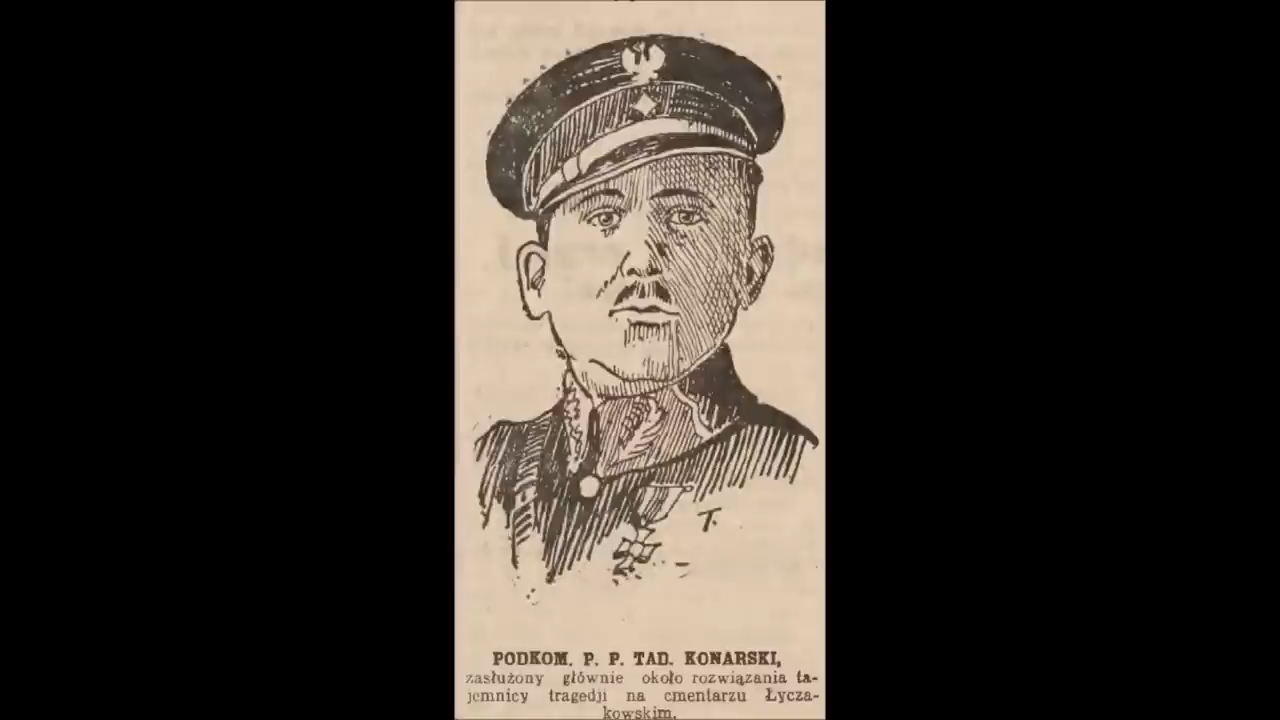 T.
PODKOM. P. P. TAD. KONARSKI,
zasłużony głównie około rozwiązania ta-
jemnicy tragedji na cmentarzu Łycza-
kowskim.